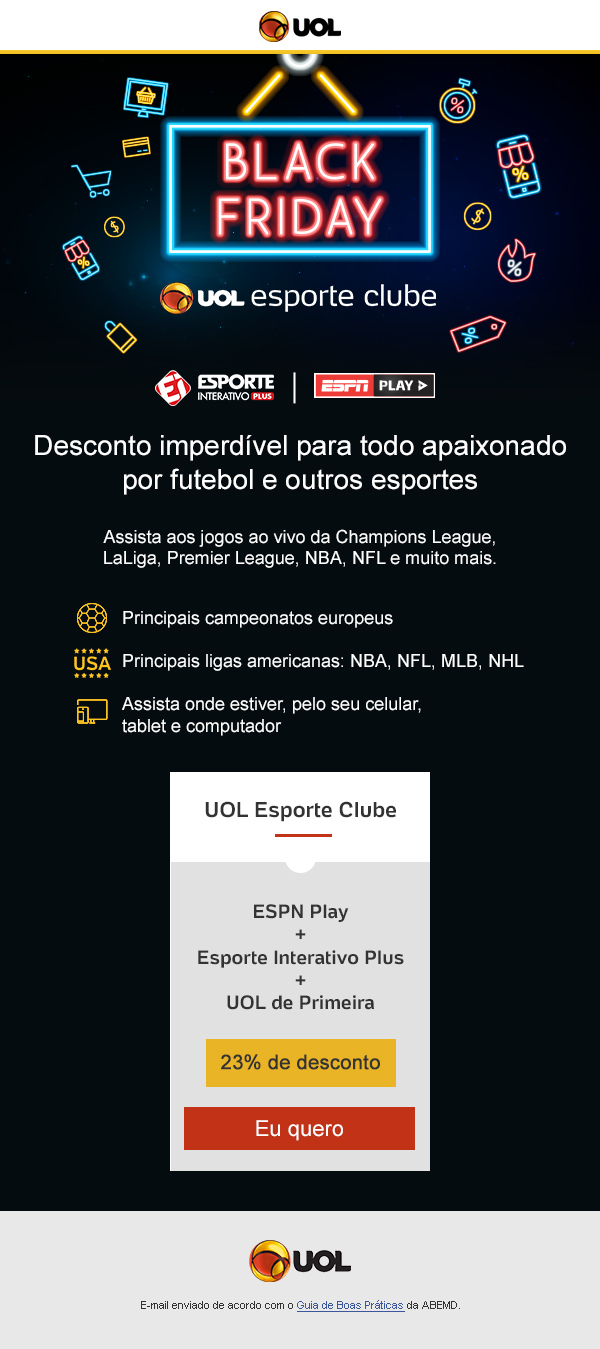 UOL
BLACK
FRIDAY
UOL esporte clube
EI ESPORTE
INTERATIVO PLUS
ESPN PLAY
Desconto imperdível para todo apaixonado
por futebol e outros esportes
Assista aos jogos ao vivo da Champions League,
LaLiga, Premier League, NBA, NFL e muito mais.
Principais campeonatos europeus
USA Principais ligas americanas: NBA, NFL, MLB, NHL
Assista onde estiver, pelo seu celular,
tablet e computador
UOL Esporte Clube
ESPN Play
+
Esporte Interativo Plus
+
UOL de Primeira
23% de desconto
Eu quero
UOL
E-mail enviado de acordo com o Guia de Boas Práticas da ABEMD.